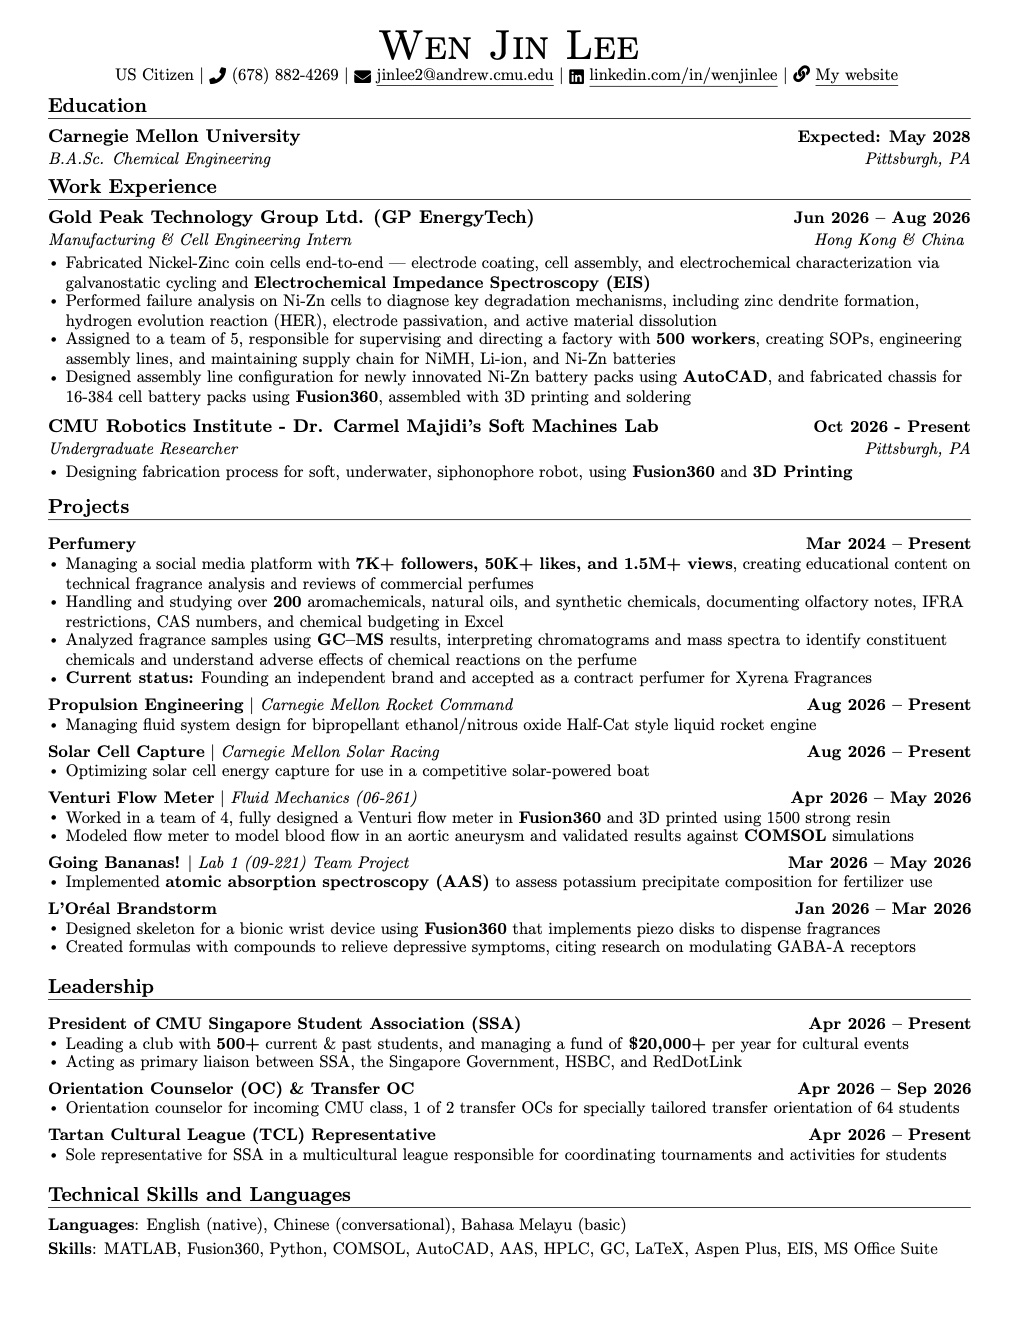 Wen Jin Lee
US Citizen | (678) 882-4269 | jinlee2@andrew.cmu.edu | linkedin.com/in/wenjinlee | My website
Education
Carnegie Mellon University Expected: May 2028
B.A.Sc. Chemical Engineering Pittsburgh, PA
Work Experience
Gold Peak Technology Group Ltd. (GP EnergyTech) Jun 2026 – Aug 2026
Manufacturing & Cell Engineering Intern Hong Kong & China
• Fabricated Nickel-Zinc coin cells end-to-end — electrode coating, cell assembly, and electrochemical characterization via
galvanostatic cycling and Electrochemical Impedance Spectroscopy (EIS)
• Performed failure analysis on Ni-Zn cells to diagnose key degradation mechanisms, including zinc dendrite formation,
hydrogen evolution reaction (HER), electrode passivation, and active material dissolution
• Assigned to a team of 5, responsible for supervising and directing a factory with 500 workers, creating SOPs, engineering
assembly lines, and maintaining supply chain for NiMH, Li-ion, and Ni-Zn batteries
• Designed assembly line configuration for newly innovated Ni-Zn battery packs using AutoCAD, and fabricated chassis for
16-384 cell battery packs using Fusion360, assembled with 3D printing and soldering
CMU Robotics Institute - Dr. Carmel Majidi's Soft Machines Lab Oct 2026 - Present
Undergraduate Researcher Pittsburgh, PA
• Designing fabrication process for soft, underwater, siphonophore robot, using Fusion360 and 3D Printing
Projects
Perfumery Mar 2024 – Present
• Managing a social media platform with 7K+ followers, 50K+ likes, and 1.5M+ views, creating educational content on
technical fragrance analysis and reviews of commercial perfumes
• Handling and studying over 200 aromachemicals, natural oils, and synthetic chemicals, documenting olfactory notes, IFRA
restrictions, CAS numbers, and chemical budgeting in Excel
• Analyzed fragrance samples using GC–MS results, interpreting chromatograms and mass spectra to identify constituent
chemicals and understand adverse effects of chemical reactions on the perfume
• Current status: Founding an independent brand and accepted as a contract perfumer for Xyrena Fragrances
Propulsion Engineering | Carnegie Mellon Rocket Command Aug 2026 – Present
• Managing fluid system design for bipropellant ethanol/nitrous oxide Half-Cat style liquid rocket engine
Solar Cell Capture | Carnegie Mellon Solar Racing Aug 2026 – Present
• Optimizing solar cell energy capture for use in a competitive solar-powered boat
Venturi Flow Meter | Fluid Mechanics (06-261) Apr 2026 – May 2026
• Worked in a team of 4, fully designed a Venturi flow meter in Fusion360 and 3D printed using 1500 strong resin
• Modeled flow meter to model blood flow in an aortic aneurysm and validated results against COMSOL simulations
Going Bananas! | Lab 1 (09-221) Team Project Mar 2026 – May 2026
• Implemented atomic absorption spectroscopy (AAS) to assess potassium precipitate composition for fertilizer use
L'Oréal Brandstorm Jan 2026 – Mar 2026
• Designed skeleton for a bionic wrist device using Fusion360 that implements piezo disks to dispense fragrances
• Created formulas with compounds to relieve depressive symptoms, citing research on modulating GABA-A receptors
Leadership
President of CMU Singapore Student Association (SSA) Apr 2026 – Present
• Leading a club with 500+ current & past students, and managing a fund of $20,000+ per year for cultural events
• Acting as primary liaison between SSA, the Singapore Government, HSBC, and RedDotLink
Orientation Counselor (OC) & Transfer OC Apr 2026 – Sep 2026
• Orientation counselor for incoming CMU class, 1 of 2 transfer OCs for specially tailored transfer orientation of 64 students
Tartan Cultural League (TCL) Representative Apr 2026 – Present
• Sole representative for SSA in a multicultural league responsible for coordinating tournaments and activities for students
Technical Skills and Languages
Languages: English (native), Chinese (conversational), Bahasa Melayu (basic)
Skills: MATLAB, Fusion360, Python, COMSOL, AutoCAD, AAS, HPLC, GC, LaTeX, Aspen Plus, EIS, MS Office Suite